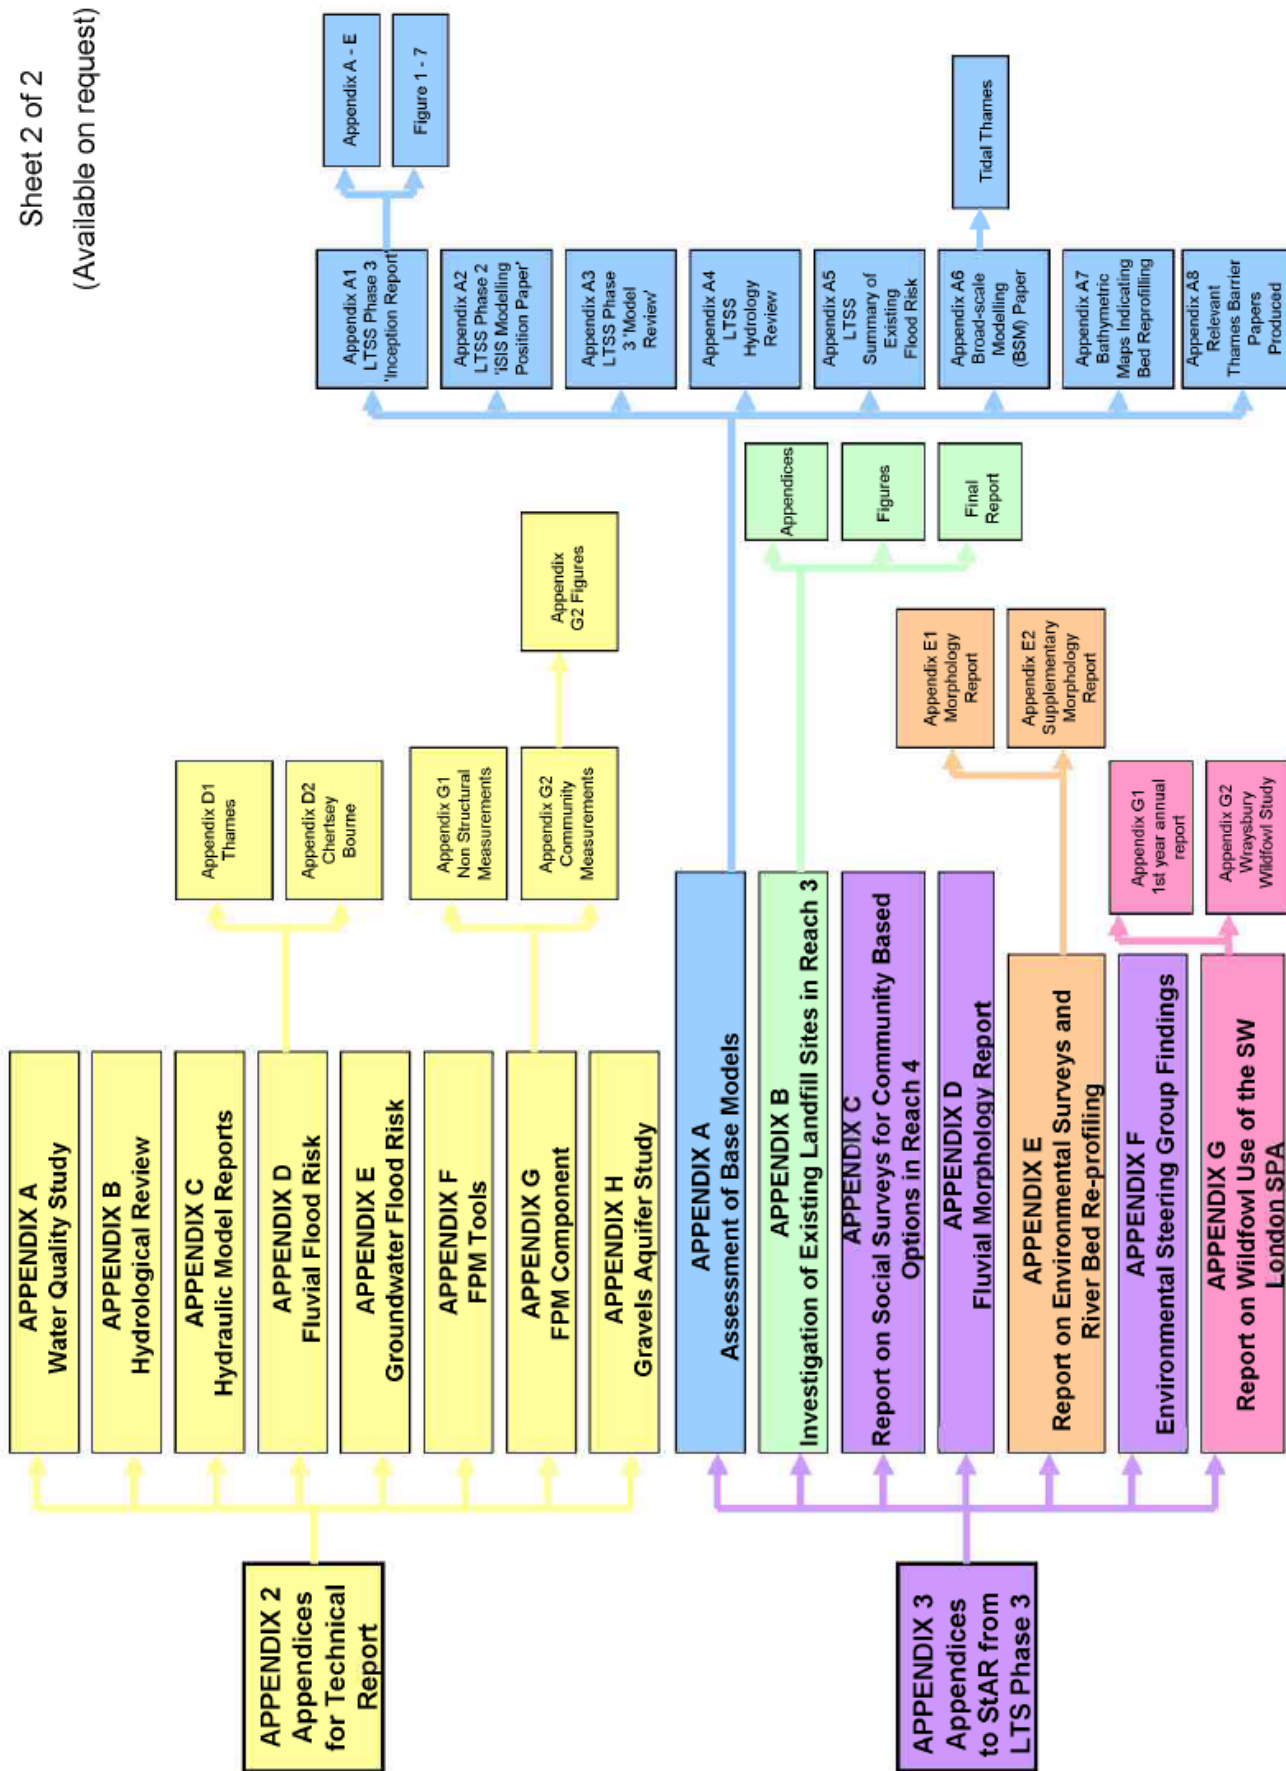 Sheet 2 of 2
(Available on request)
APPENDIX 2
Appendices
for Technical
Report
APPENDIX A
Water Quality Study
APPENDIX B
Hydrological Review
APPENDIX C
Hydraulic Model Reports
APPENDIX D
Fluvial Flood Risk
Appendix D1
Thames
Appendix D2
Chertsey
Bourne
APPENDIX E
Groundwater Flood Risk
APPENDIX F
FPM Tools
APPENDIX G
FPM Component
Appendix G1
Non Structural
Measurements
Appendix G2
Community
Measurements
Appendix
G2 Figures
APPENDIX H
Gravels Aquifer Study
APPENDIX 3
Appendices
to StAR from
LTS Phase 3
APPENDIX A
Assessment of Base Models
Appendix A1
LTSS Phase 3
'Inception Report'
Appendix A - E
Figure 1 - 7
Appendix A2
LTSS Phase 2
'iSIS Modelling
Position Paper'
Appendix A3
LTSS Phase
3 'Model
Review'
Appendix A4
LTSS
Hydrology
Review
Appendix A5
LTSS
Summary of
Existing
Flood Risk
Appendix A6
Broad-scale
Modelling
(BSM) Paper
Tidal Thames
Appendix A7
Bathymetric
Maps Indicating
Bed Reprofilling
Appendix A8
Relevant
Thames Barrier
Papers
Produced
APPENDIX B
Investigation of Existing Landfill Sites in Reach 3
Appendices
Figures
Final
Report
APPENDIX C
Report on Social Surveys for Community Based
Options in Reach 4
APPENDIX D
Fluvial Morphology Report
APPENDIX E
Report on Environmental Surveys and
River Bed Re-profiling
Appendix E1
Morphology
Report
Appendix E2
Supplementary
Morphology
Report
APPENDIX F
Environmental Steering Group Findings
APPENDIX G
Report on Wildfowl Use of the SW
London SPA
Appendix G1
1st year annual
report
Appendix G2
Wraysbury
Wildfowl Study